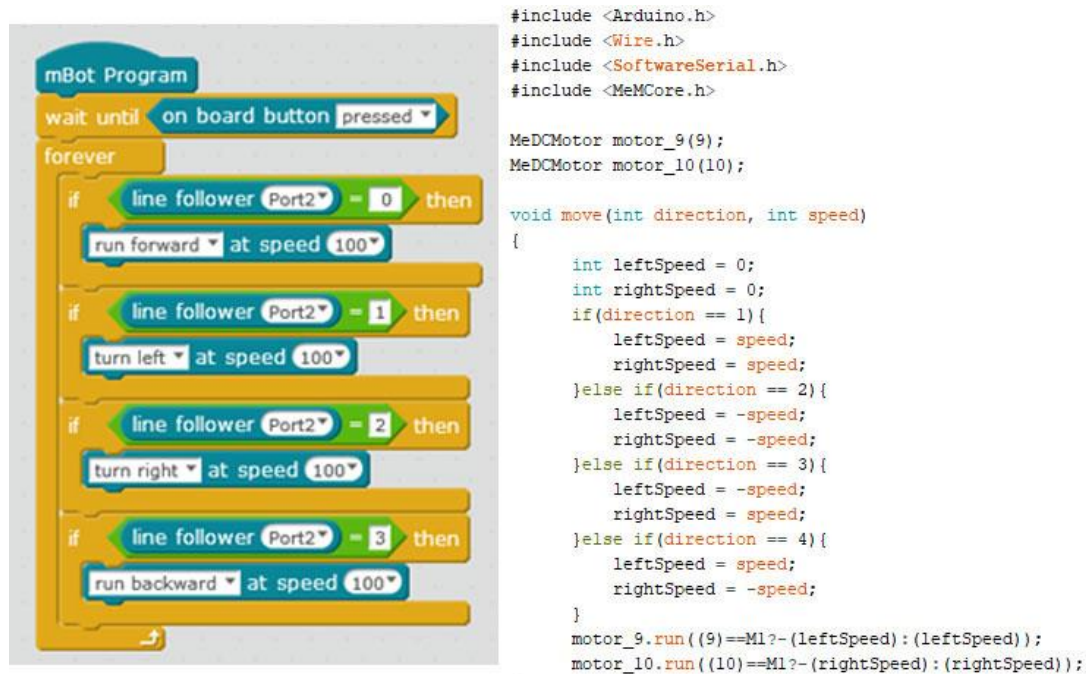 mBot Program
wait until on board button pressed
forever
if line follower Port2 = 0 then
run forward at speed 100
if line follower Port2 = 1 then
turn left at speed 100
if line follower Port2 = 2 then
turn right at speed 100
if line follower Port2 = 3 then
run backward at speed 100
#include <Arduino.h>
#include <Wire.h>
#include <SoftwareSerial.h>
#include <MeMCore.h>
MeDCMotor motor_9(9);
MeDCMotor motor_10(10);
void move(int direction, int speed)
{
int leftSpeed = 0;
int rightSpeed = 0;
if(direction == 1){
leftSpeed = speed;
rightSpeed = speed;
}else if(direction == 2){
leftSpeed = -speed;
rightSpeed = -speed;
}else if(direction == 3){
leftSpeed = -speed;
rightSpeed = speed;
}else if(direction == 4){
leftSpeed = speed;
rightSpeed = -speed;
}
motor_9.run((9)==M1?-(leftSpeed):(leftSpeed));
motor_10.run((10)==M1?-(rightSpeed):(rightSpeed));